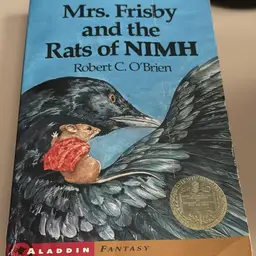 Mrs. Frisby
and the
Rats of NIMH
Robert C. O'Brien
ALADDIN FANTASY